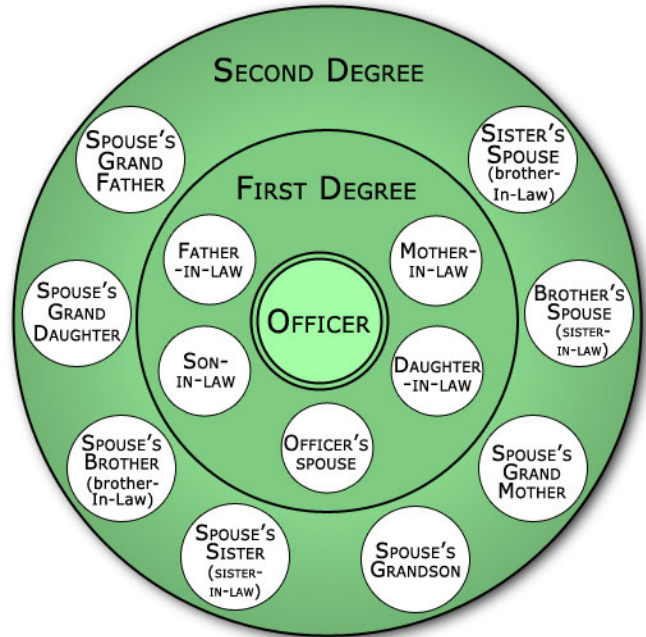 SECOND DEGREE
SPOUSE'S
GRAND
FATHER
SISTER'S
SPOUSE
(brother-
In-Law)
FIRST DEGREE
FATHER
-IN-LAW
MOTHER-
IN-LAW
SPOUSE'S
GRAND
DAUGHTER
OFFICER
BROTHER'S
SPOUSE
(SISTER-
IN-LAW)
SON-
IN-LAW
DAUGHTER
-IN-LAW
OFFICER'S
SPOUSE
SPOUSE'S
BROTHER
(brother-
In-Law)
SPOUSE'S
GRAND
MOTHER
SPOUSE'S
SISTER
(SISTER-
IN-LAW)
SPOUSE'S
GRANDSON